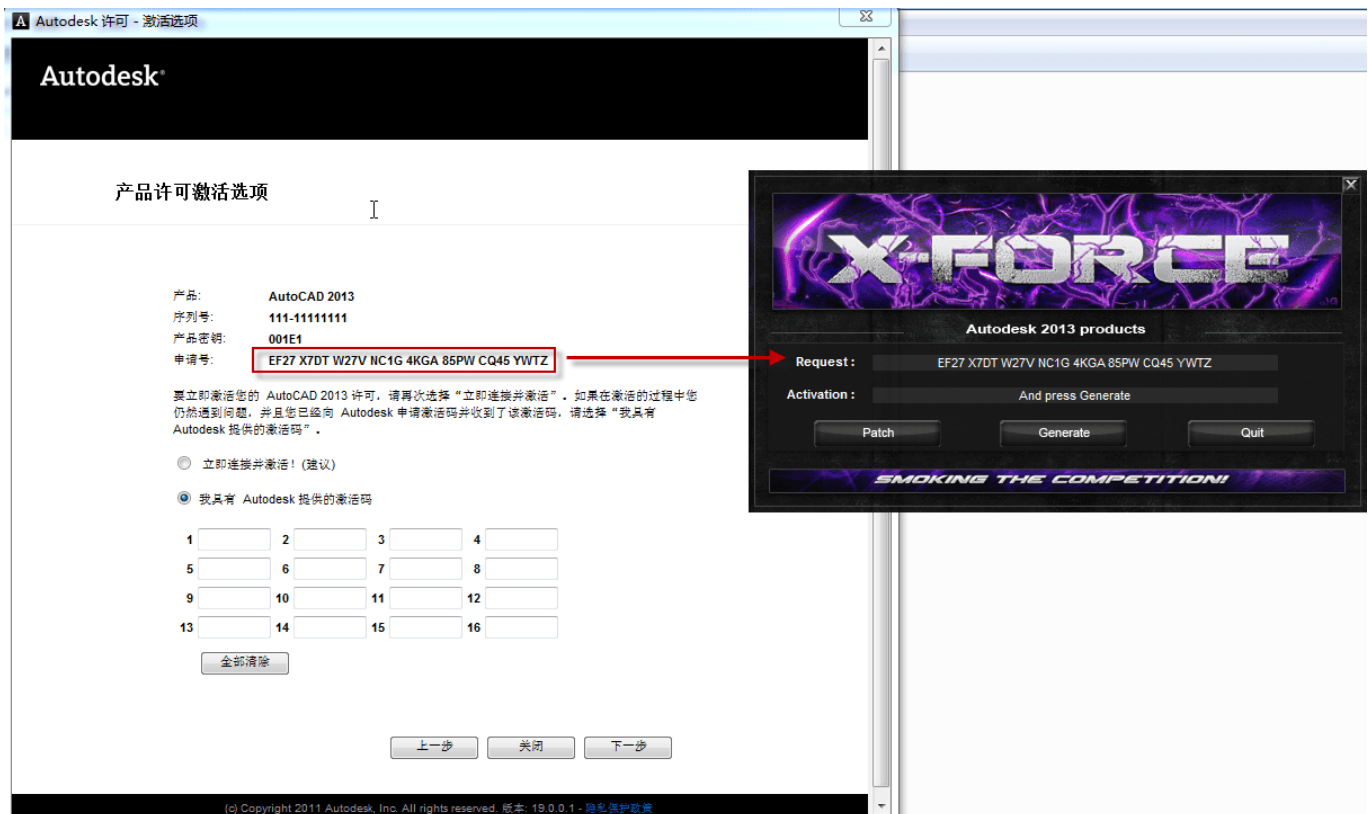 Autodesk 许可 - 激活选项
Autodesk
产品许可激活选项
产品: AutoCAD 2013
序列号: 111-11111111
产品密钥: 001E1
申请号: EF27 X7DT W27V NC1G 4KGA 85PW CQ45 YWTZ
要立即激活您的 AutoCAD 2013 许可, 请再次选择“立即连接并激活”. 如果在激活的过程中您
仍然遇到问题, 并且您已经向 Autodesk 申请激活码并收到了该激活码, 请选择“我具有
Autodesk 提供的激活码”.
立即连接并激活! (建议)
我具有 Autodesk 提供的激活码
1 2 3 4
5 6 7 8
9 10 11 12
13 14 15 16
全部清除
上一步 关闭 下一步
(c) Copyright 2011 Autodesk, Inc. All rights reserved. 版本: 19.0.0.1 - 隐私保护政策
X-FORCE
Autodesk 2013 products
Request: EF27 X7DT W27V NC1G 4KGA 85PW CQ45 YWTZ
Activation: And press Generate
Patch Generate Quit
SMOKING THE COMPETITION!